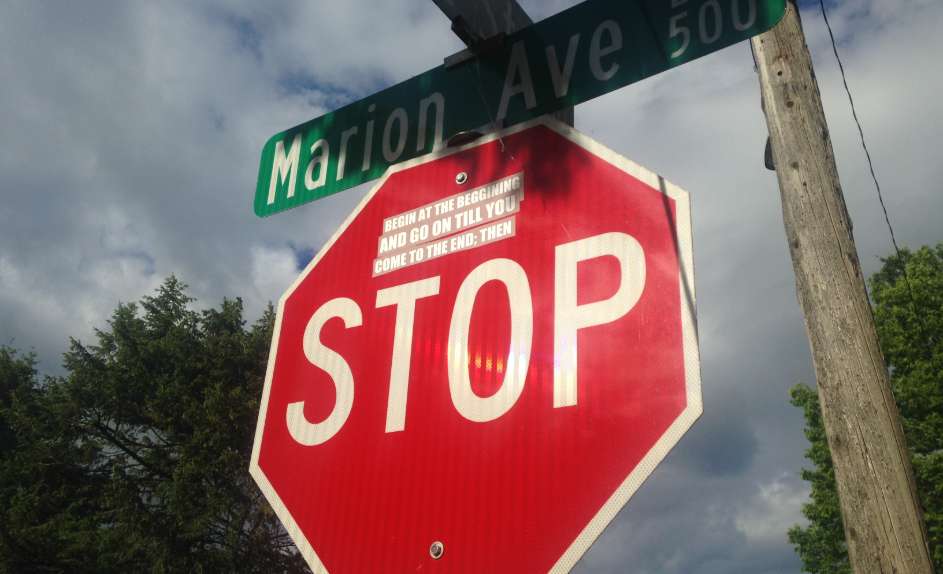 Marion Ave 500
BEGIN AT THE BEGGINING
AND GO ON TILL YOU
COME TO THE END; THEN
STOP